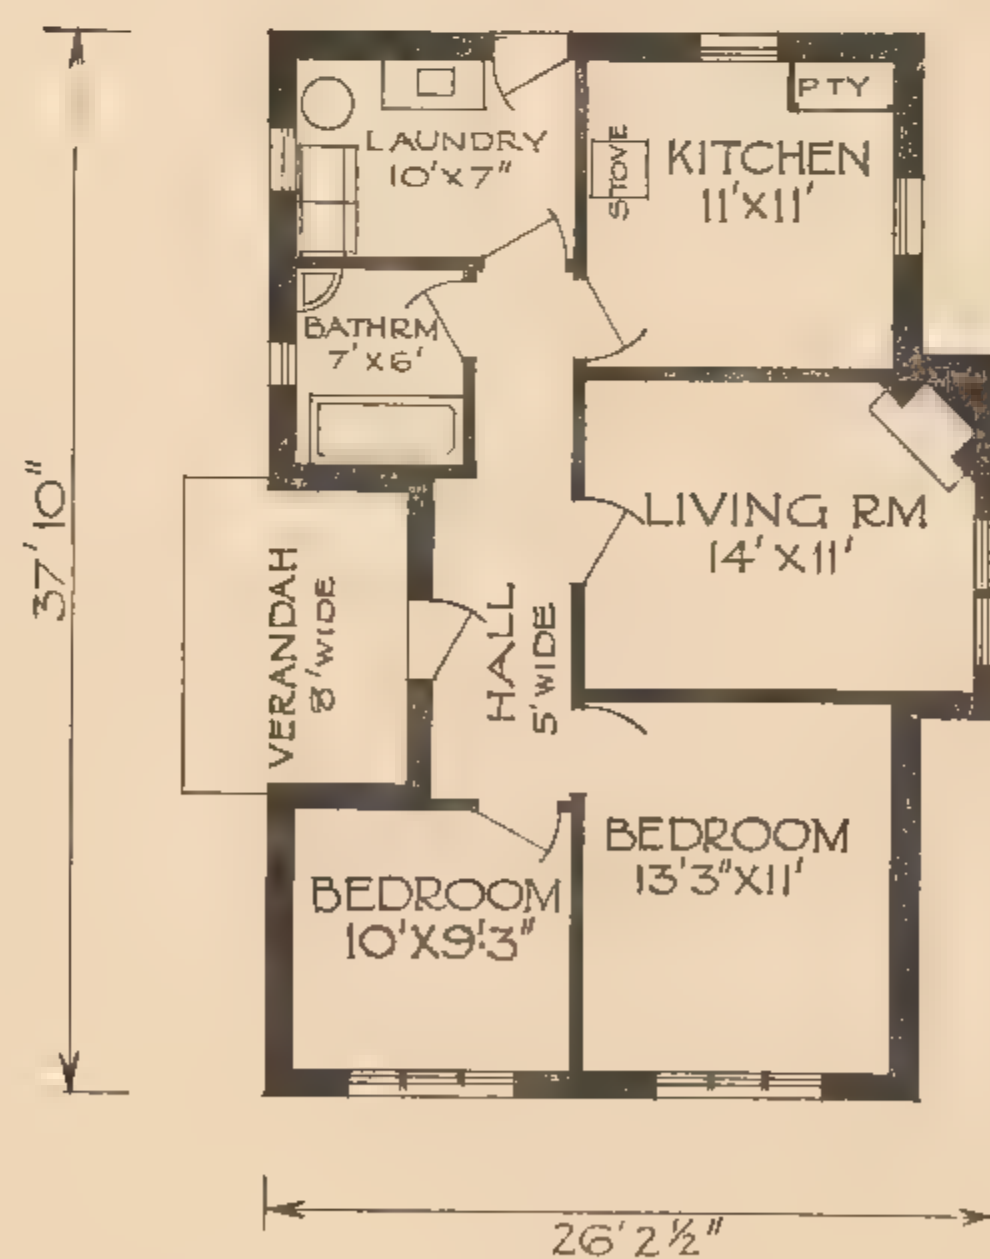 PTY
LAUNDRY
10'X7"
STOVE
KITCHEN
11'X11'
BATHRM
7'X6'
37'10"
LIVING RM
14'X11'
VERANDAH
8'WIDE
HALL
5'WIDE
BEDROOM
13'3"X11'
BEDROOM
10'X9'.3"
26'2½"